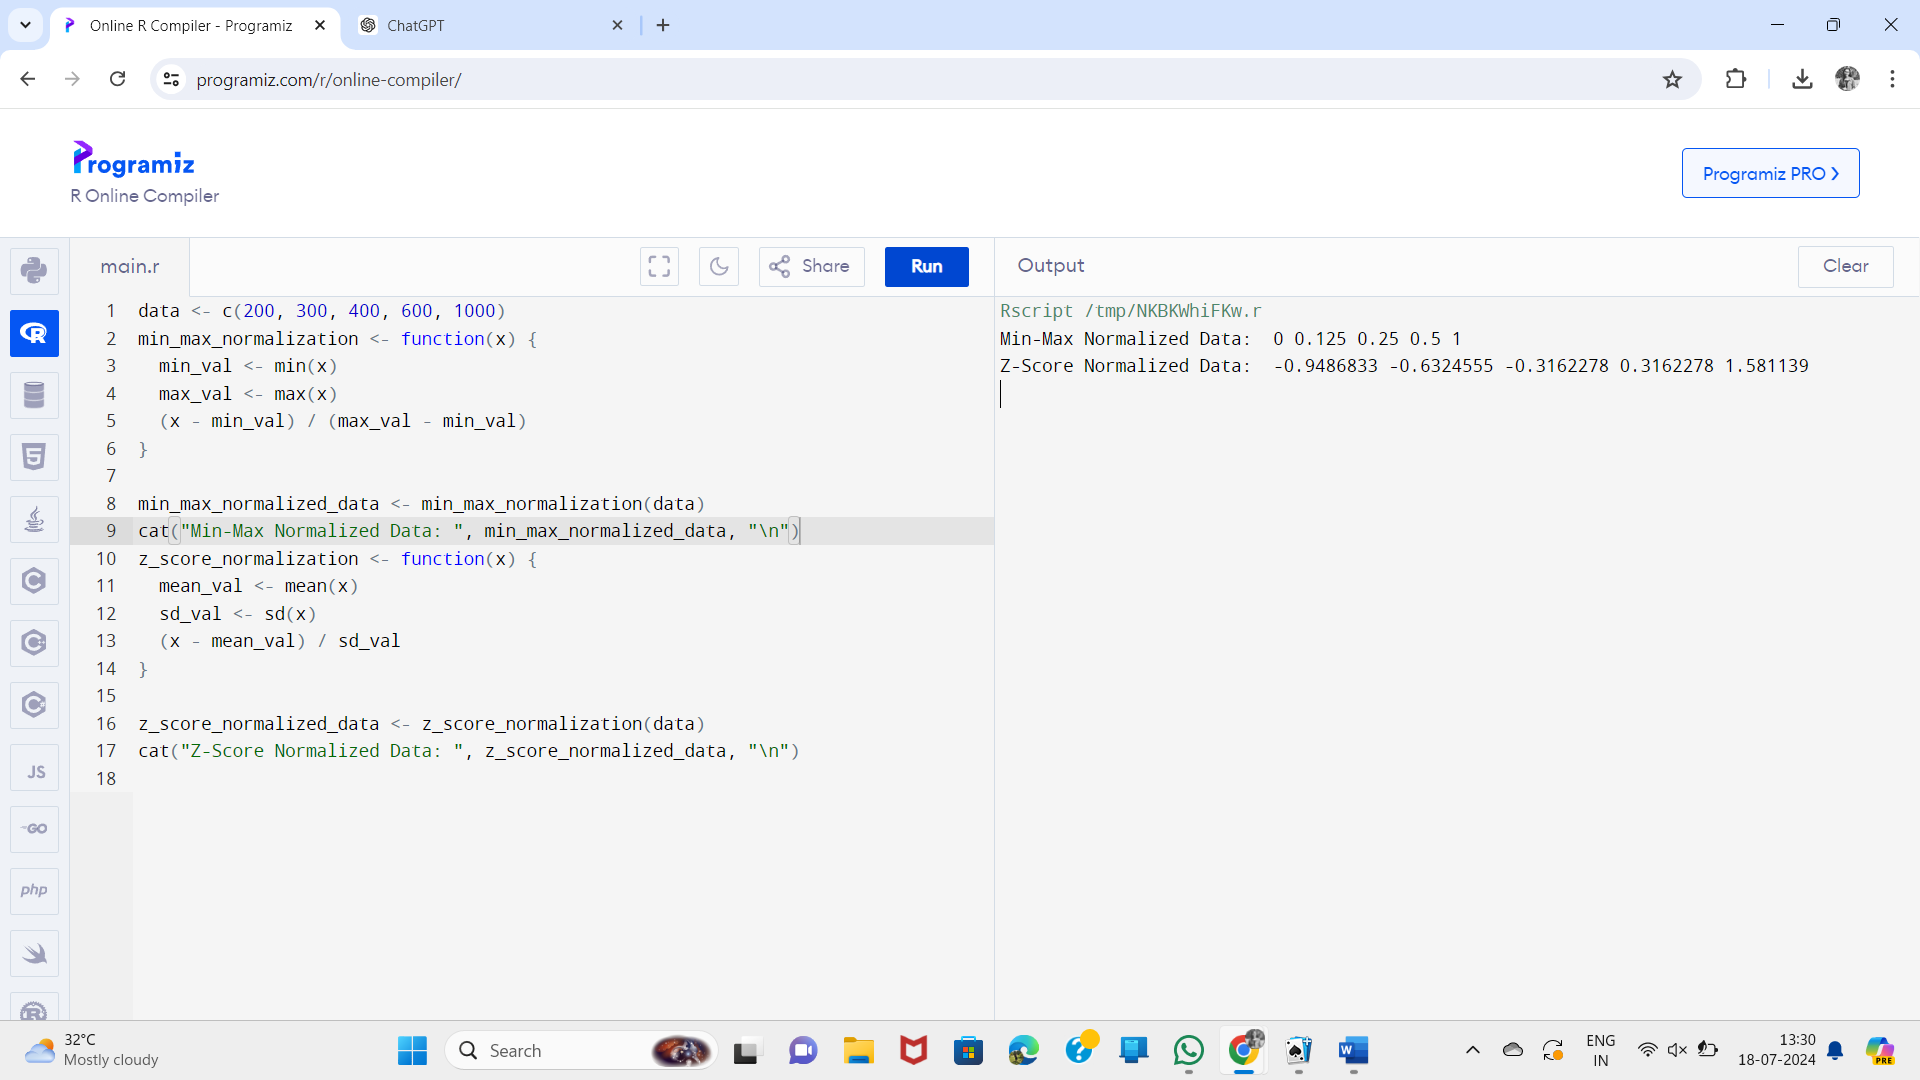 Online R Compiler - Programiz
ChatGPT
programiz.com/r/online-compiler/
Programiz
R Online Compiler
Programiz PRO ❯
main.r
Share
Run
Output
Clear
1 data <- c(200, 300, 400, 600, 1000)
2 min_max_normalization <- function(x) {
3   min_val <- min(x)
4   max_val <- max(x)
5   (x - min_val) / (max_val - min_val)
6 }
7
8 min_max_normalized_data <- min_max_normalization(data)
9 cat("Min-Max Normalized Data: ", min_max_normalized_data, "\n")
10 z_score_normalization <- function(x) {
11   mean_val <- mean(x)
12   sd_val <- sd(x)
13   (x - mean_val) / sd_val
14 }
15
16 z_score_normalized_data <- z_score_normalization(data)
17 cat("Z-Score Normalized Data: ", z_score_normalized_data, "\n")
18
Rscript /tmp/NKBKWhiFKw.r
Min-Max Normalized Data:  0 0.125 0.25 0.5 1
Z-Score Normalized Data:  -0.9486833 -0.6324555 -0.3162278 0.3162278 1.581139
JS
GO
php
32°C
Mostly cloudy
Search
ENG
IN
13:30
18-07-2024
PRE